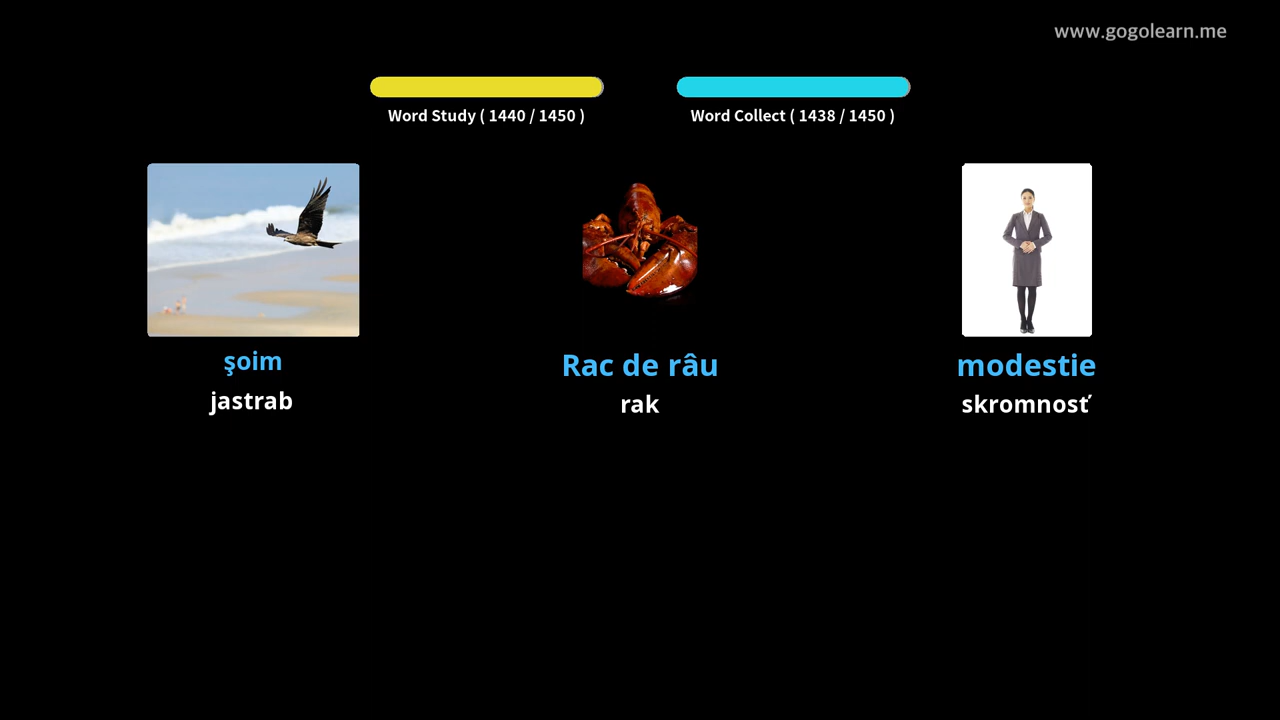 www.gogolearn.me
Word Study ( 1440 / 1450 )
Word Collect ( 1438 / 1450 )
şoim
jastrab
Rac de râu
rak
modestie
skromnosť